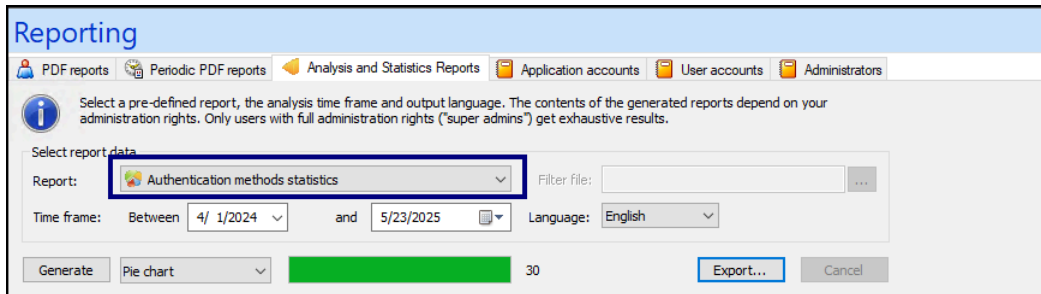 Reporting
PDF reports Periodic PDF reports Analysis and Statistics Reports Application accounts User accounts Administrators
Select a pre-defined report, the analysis time frame and output language. The contents of the generated reports depend on your
administration rights. Only users with full administration rights ("super admins") get exhaustive results.
Select report data
Report: Authentication methods statistics Filter file: ...
Time frame: Between 4/ 1/2024 and 5/23/2025 Language: English
Generate Pie chart 30 Export... Cancel